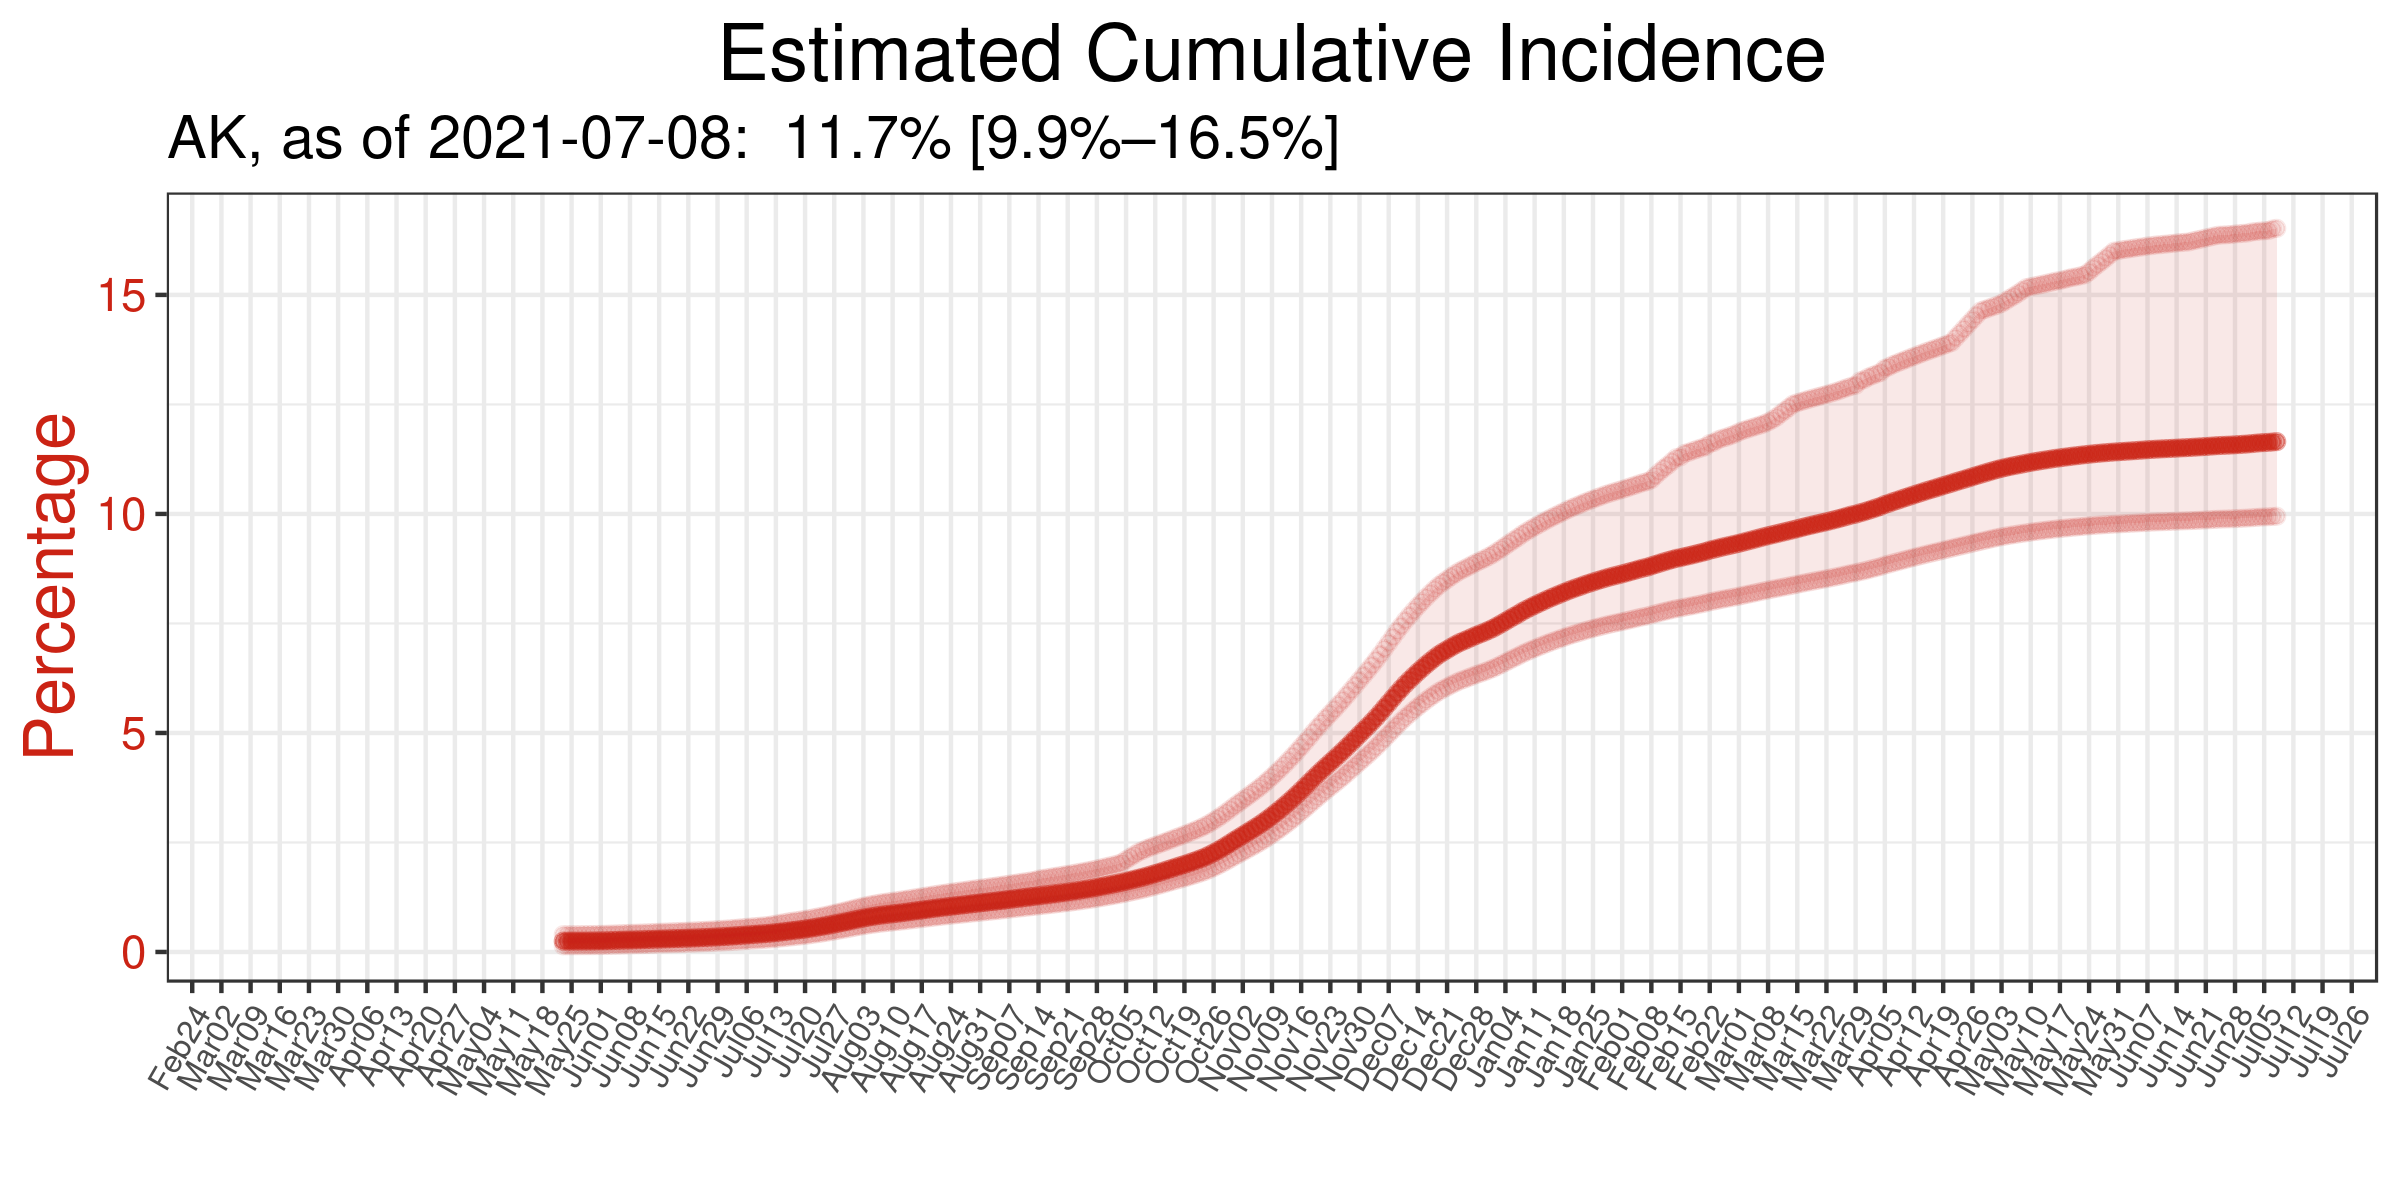 Estimated Cumulative Incidence
AK, as of 2021-07-08:  11.7% [9.9%–16.5%]
Percentage
15
10
5
0
Feb24
Mar02
Mar09
Mar16
Mar23
Mar30
Apr06
Apr13
Apr20
Apr27
May04
May11
May18
May25
Jun01
Jun08
Jun15
Jun22
Jun29
Jul06
Jul13
Jul20
Jul27
Aug03
Aug10
Aug17
Aug24
Aug31
Sep07
Sep14
Sep21
Sep28
Oct05
Oct12
Oct19
Oct26
Nov02
Nov09
Nov16
Nov23
Nov30
Dec07
Dec14
Dec21
Dec28
Jan04
Jan11
Jan18
Jan25
Feb01
Feb08
Feb15
Feb22
Mar01
Mar08
Mar15
Mar22
Mar29
Apr05
Apr12
Apr19
Apr26
May03
May10
May17
May24
May31
Jun07
Jun14
Jun21
Jun28
Jul05
Jul12
Jul19
Jul26